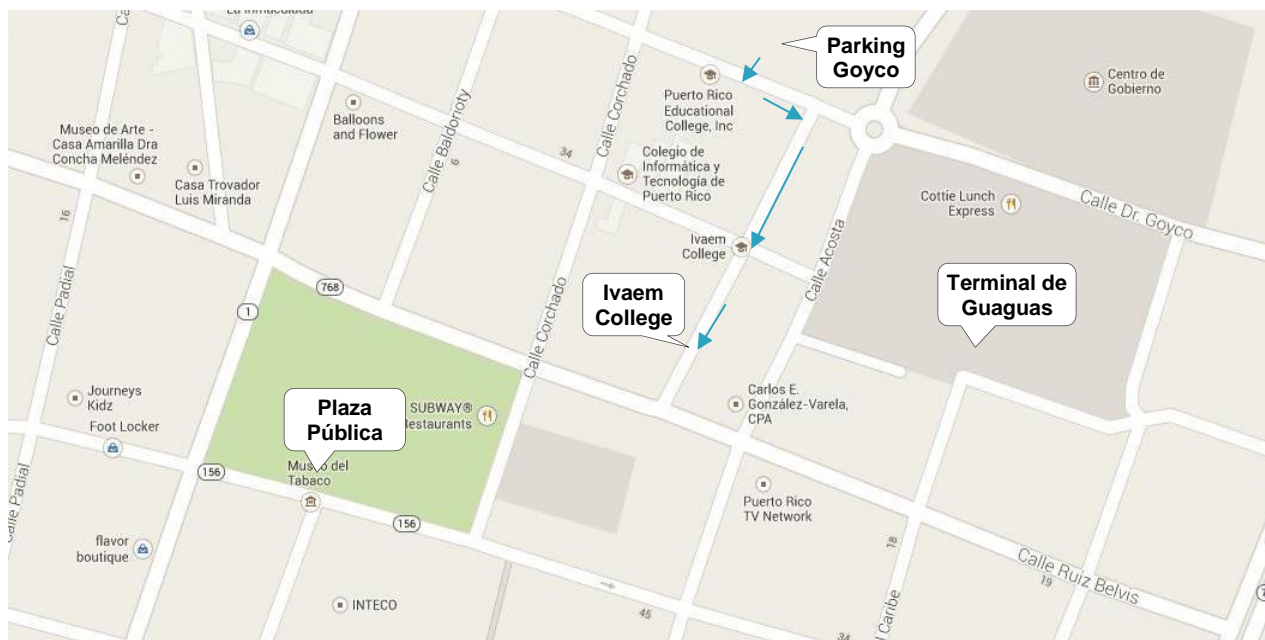 La Inmaculada
Parking
Goyco
Puerto Rico
Educational
College, Inc
Centro de
Gobierno
Balloons
and Flower
Calle Baldorioty
6
Calle Corchado
34
Museo de Arte -
Casa Amarilla Dra
Concha Meléndez
Casa Trovador
Luis Miranda
Colegio de
Informática y
Tecnología de
Puerto Rico
Cottie Lunch
Express
Calle Dr. Goyco
16
Calle Padial
Ivaem
College
Calle Acosta
768
1
Ivaem
College
Terminal de
Guaguas
Calle Corchado
Journeys
Kidz
Foot Locker
Plaza
Pública
SUBWAY®
Restaurants
Carlos E.
González-Varela,
CPA
156
Museo del
Tabaco
156
Puerto Rico
TV Network
Calle Padial
flavor
boutique
18
Calle Ruiz Belvis
19
INTECO
45
Caribe
34